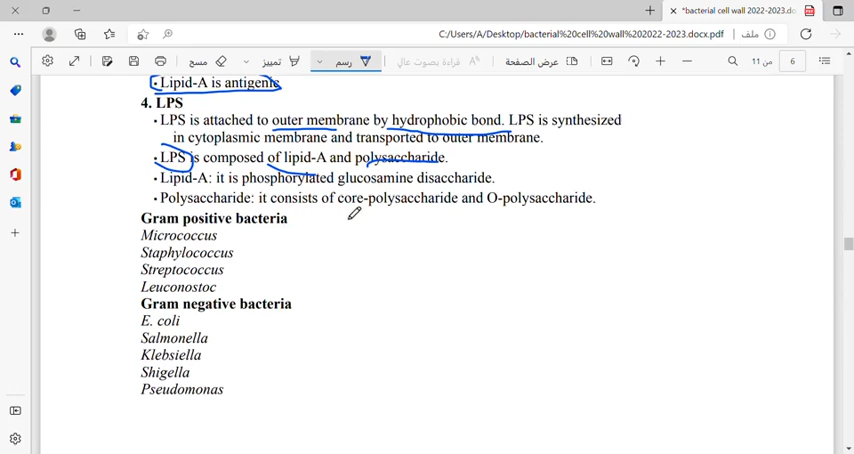 *bacterial cell wall 2022-2023.do
C:/Users/A/Desktop/bacterial%20cell%20wall%202022-2023.docx.pdf
ملف
مسح
تمييز
رسم
قراءة بصوت عالٍ
عرض الصفحة
من 11
6
• Lipid-A is antigenic
4. LPS
• LPS is attached to outer membrane by hydrophobic bond. LPS is synthesized
in cytoplasmic membrane and transported to outer membrane.
• LPS is composed of lipid-A and polysaccharide.
• Lipid-A: it is phosphorylated glucosamine disaccharide.
• Polysaccharide: it consists of core-polysaccharide and O-polysaccharide.
Gram positive bacteria
Micrococcus
Staphylococcus
Streptococcus
Leuconostoc
Gram negative bacteria
E. coli
Salmonella
Klebsiella
Shigella
Pseudomonas